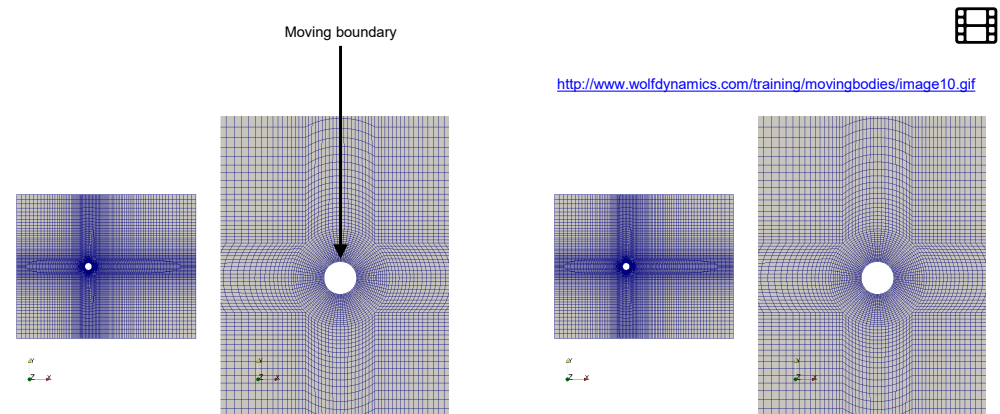 Moving boundary
http://www.wolfdynamics.com/training/movingbodies/image10.gif
Y
Z X
Y
Z X
Y
Z X
Y
Z X